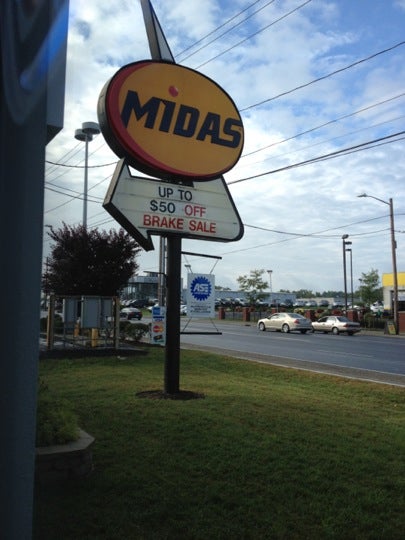 MIDAS
UP TO
$50 OFF
BRAKE SALE
ASE